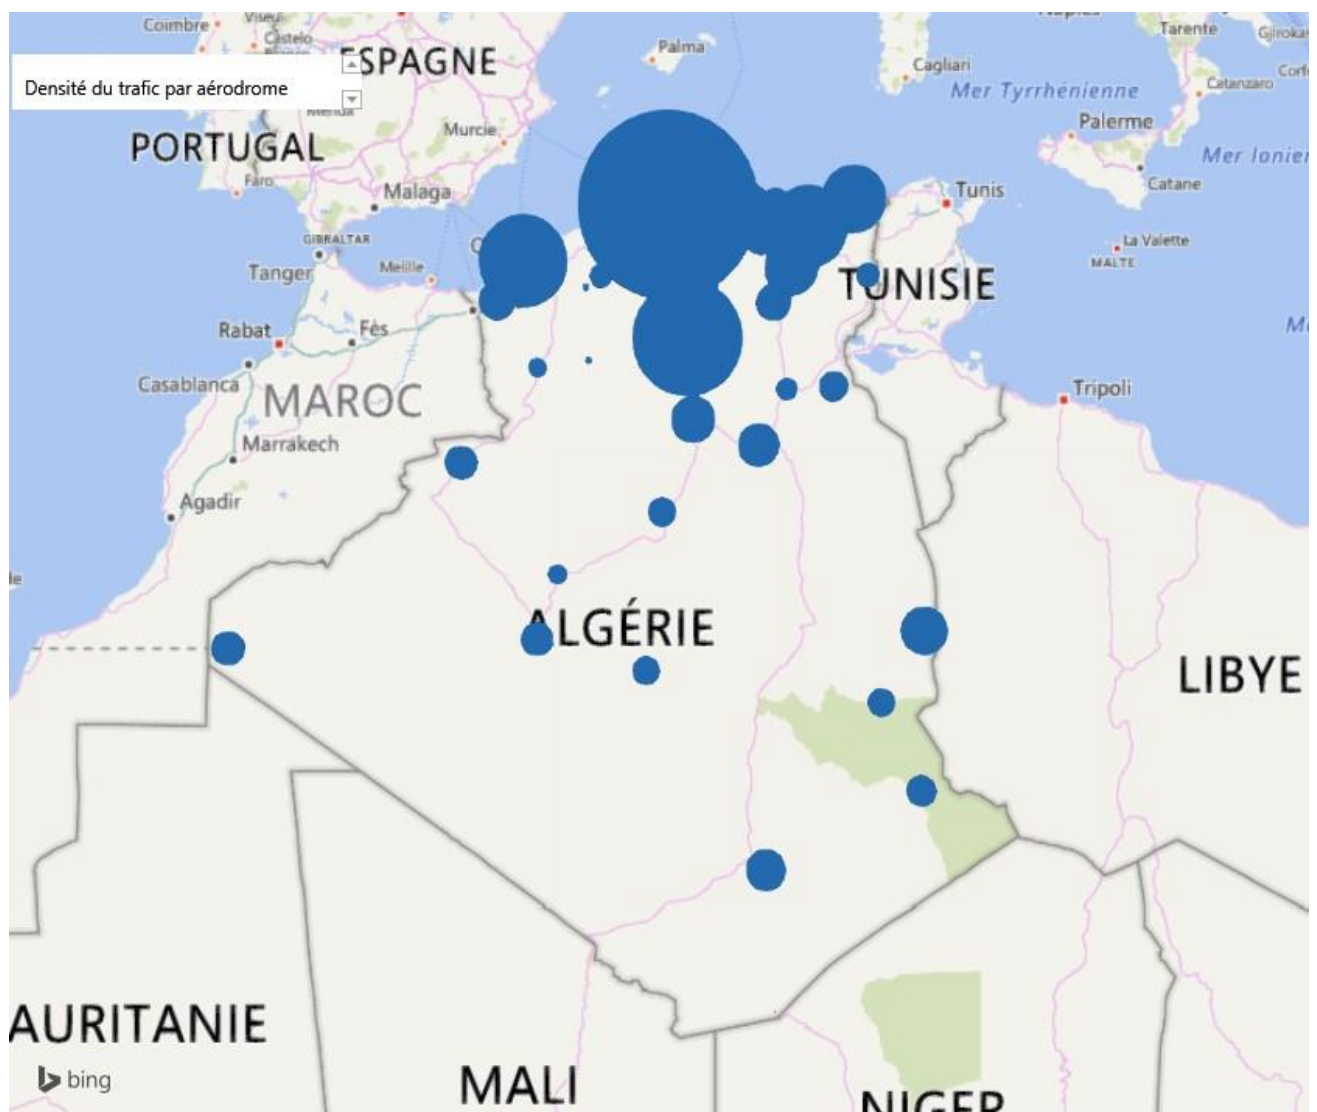 Coimbre
Viseu
Castelo
Palma
Cagliari
Tarente
ESPAGNE
Densité du trafic par aérodrome
Mer Tyrrhénienne
Catanzaro
Murcie
Palerme
PORTUGAL
Mer Ionier
Faro
Malaga
Catane
Tunis
GIBRALTAR
La Valette
MALTE
Tanger
Melille
TUNISIE
Rabat
Fès
Casablanca
MAROC
Tripoli
Marrakech
Agadir
ALGÉRIE
LIBYE
AURITANIE
bing
MALI
NIGER